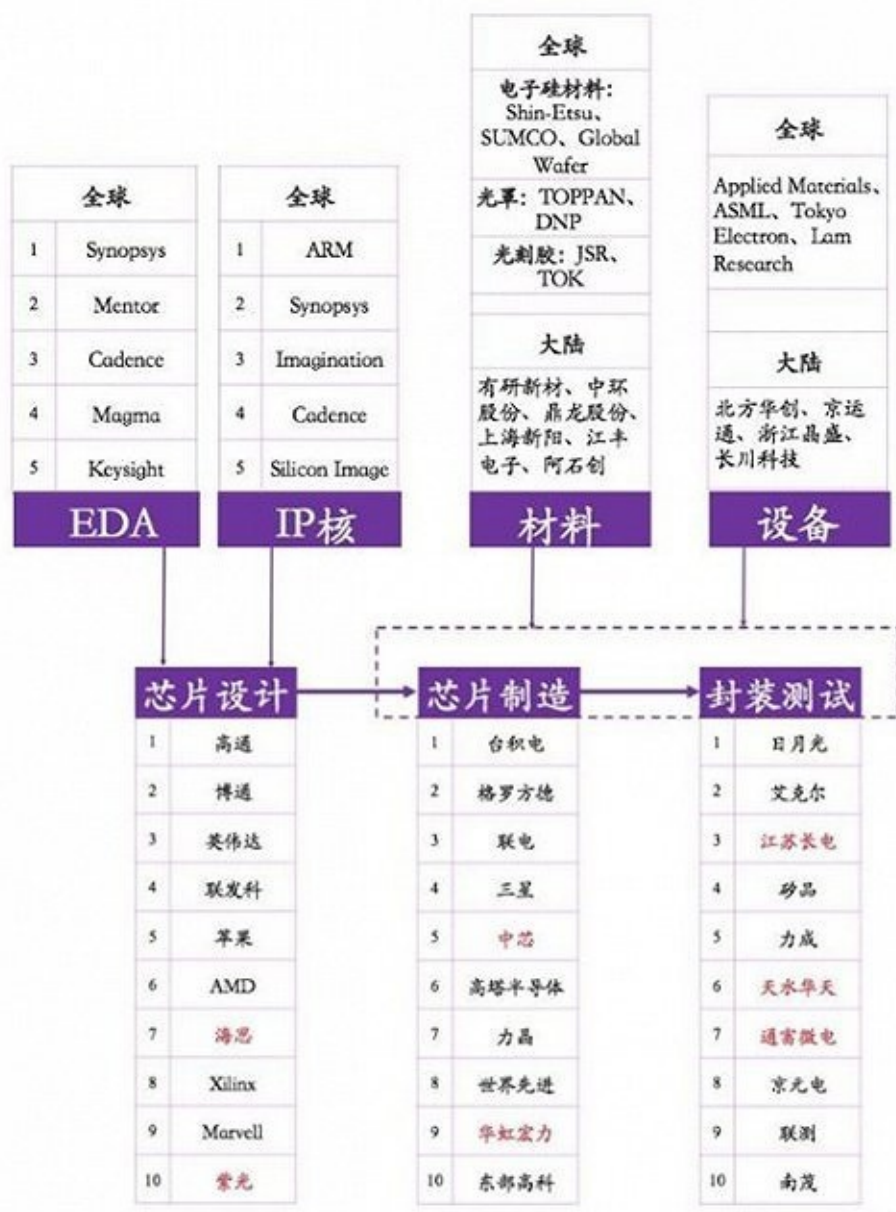 全球
1 Synopsys
2 Mentor
3 Cadence
4 Magma
5 Keysight
EDA
全球
1 ARM
2 Synopsys
3 Imagination
4 Cadence
5 Silicon Image
IP核
全球
电子硅材料:
Shin-Etsu、
SUMCO、Global
Wafer
光罩: TOPPAN、
DNP
光刻胶: JSR、
TOK
大陆
有研新材、中环
股份、鼎龙股份、
上海新阳、江丰
电子、阿石创
材料
全球
Applied Materials、
ASML、Tokyo
Electron、Lam
Research
大陆
北方华创、京运
通、浙江晶盛、
长川科技
设备
芯片设计
1 高通
2 博通
3 英伟达
4 联发科
5 苹果
6 AMD
7 海思
8 Xilinx
9 Marvell
10 紫光
芯片制造
1 台积电
2 格罗方德
3 联电
4 三星
5 中芯
6 高塔半导体
7 力晶
8 世界先进
9 华虹宏力
10 东部高科
封装测试
1 日月光
2 艾克尔
3 江苏长电
4 矽品
5 力成
6 天水华天
7 通富微电
8 京元电
9 联测
10 南茂